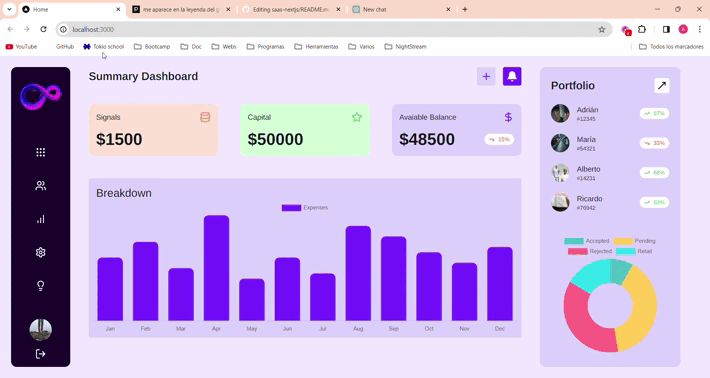 Home
me aparece en la leyenda del g
Editing saas-nextjs/README.m
New chat
localhost:3000
YouTube
GitHub
Tokio school
Bootcamp
Doc
Webs
Programas
Herramientas
Varios
NightStream
Todos los marcadores
Summary Dashboard
Signals
$1500
Capital
$50000
Avaiable Balance
$48500
15%
Breakdown
Expenses
Jan Feb Mar Apr May Jun Jul Aug Sep Oct Nov Dec
Portfolio
Adrián
#12345
97%
María
#54321
33%
Alberto
#14231
68%
Ricardo
#76942
Accepted Pending
Rejected Retail